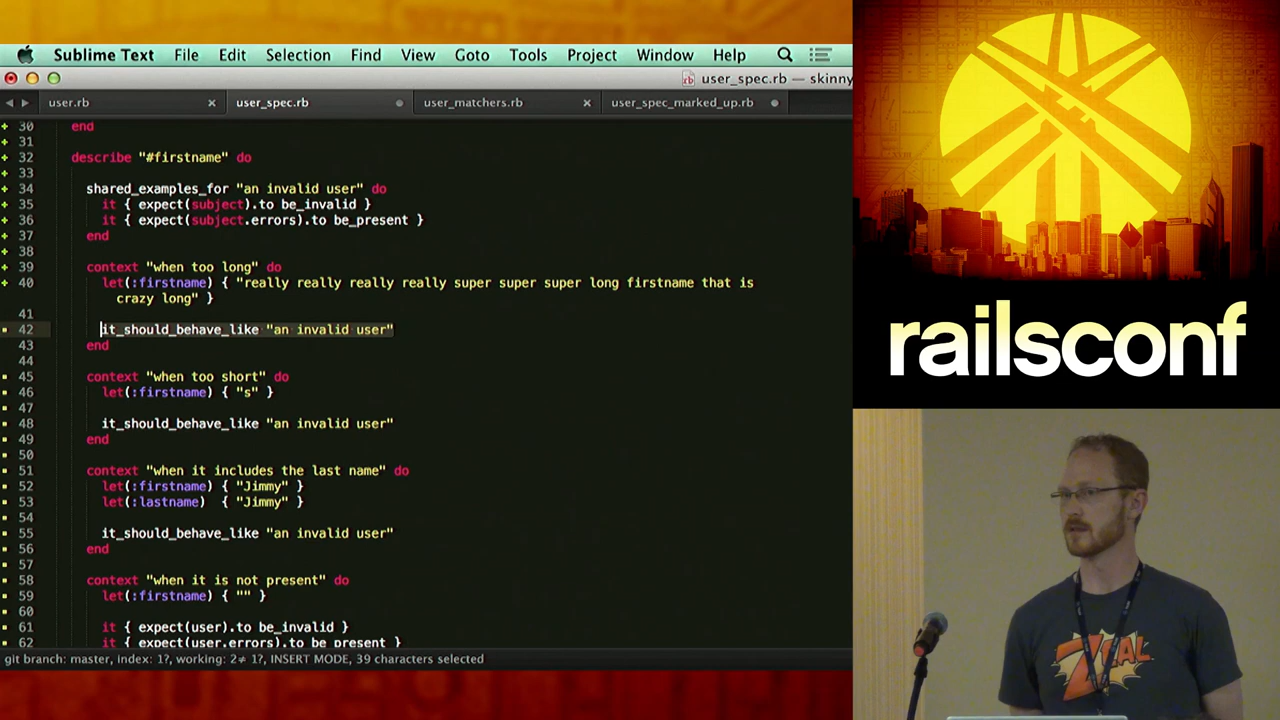 Sublime Text File Edit Selection Find View Goto Tools Project Window Help
user_spec.rb — skinny
user.rb user_spec.rb user_matchers.rb user_spec_marked_up.rb
30 end
31
32 describe "#firstname" do
33
34 shared_examples_for "an invalid user" do
35 it { expect(subject).to be_invalid }
36 it { expect(subject.errors).to be_present }
37 end
38
39 context "when too long" do
40 let(:firstname) { "really really really really super super super long firstname that is
crazy long" }
41
42 it_should_behave_like "an invalid user"
43 end
44
45 context "when too short" do
46 let(:firstname) { "s" }
47
48 it_should_behave_like "an invalid user"
49 end
50
51 context "when it includes the last name" do
52 let(:firstname) { "Jimmy" }
53 let(:lastname) { "Jimmy" }
54
55 it_should_behave_like "an invalid user"
56 end
57
58 context "when it is not present" do
59 let(:firstname) { "" }
60
61 it { expect(user).to be_invalid }
62 it { expect(user.errors).to be_present }
git branch: master, index: 1?, working: 2≠ 1?, INSERT MODE, 39 characters selected
railsconf
ZEAL